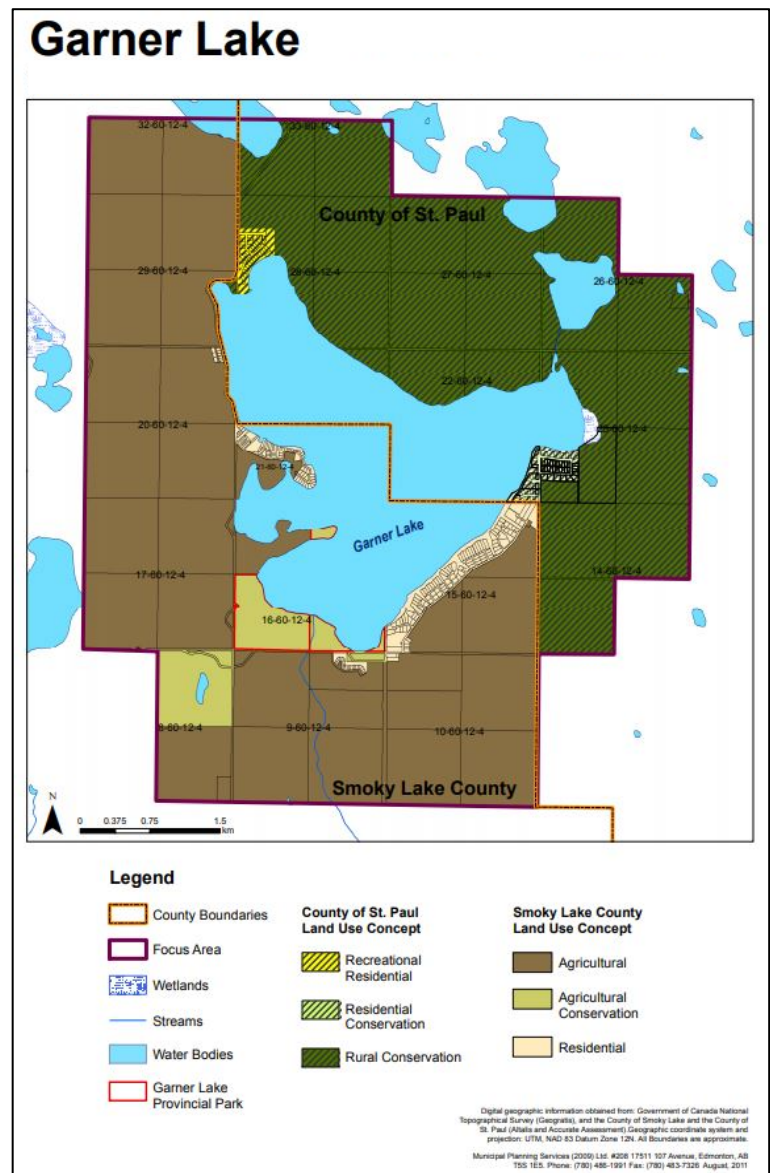 Garner Lake
32-60-12-4
33-60-12-4
County of St. Paul
29-60-12-4
28-60-12-4
27-60-12-4
26-60-12-4
22-60-12-4
20-60-12-4
21-60-12-4
Garner Lake
17-60-12-4
14-60-12-4
15-60-12-4
16-60-12-4
8-60-12-4
9-60-12-4
10-60-12-4
Smoky Lake County
N
0 0.375 0.75 1.5
km
Legend
County Boundaries
Focus Area
Wetlands
Streams
Water Bodies
Garner Lake
Provincial Park
County of St. Paul
Land Use Concept
Recreational
Residential
Residential
Conservation
Rural Conservation
Smoky Lake County
Land Use Concept
Agricultural
Agricultural
Conservation
Residential
Digital geographic information obtained from: Government of Canada National
Topographical Survey (Geogratis), and the County of Smoky Lake and the County of
St. Paul (Altalis and Accurate Assessment).Geographic coordinate system and
projection: UTM, NAD 83 Datum Zone 12N. All Boundaries are approximate.
Municipal Planning Services (2009) Ltd. #206 17511 107 Avenue, Edmonton, AB
T5S 1E5. Phone: (780) 486-1991 Fax: (780) 483-7326 August, 2011